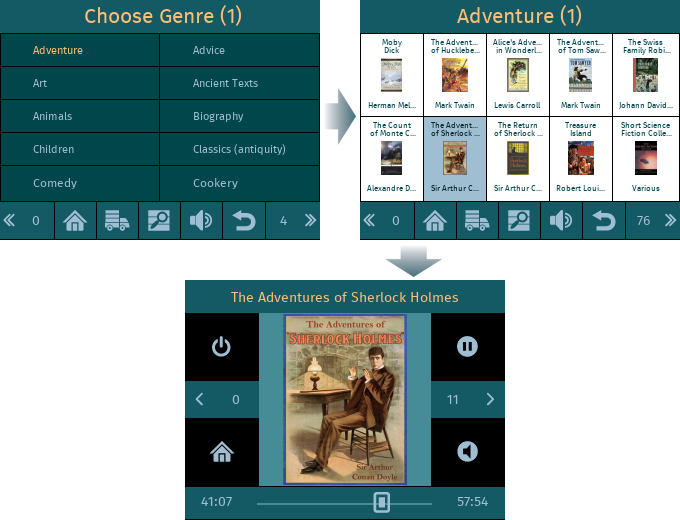 Choose Genre (1)
Adventure
Advice
Art
Ancient Texts
Animals
Biography
Children
Classics (antiquity)
Comedy
Cookery
0
4
Adventure (1)
Moby
Dick
Herman Mel...
The Advent...
of Hucklebe...
Mark Twain
Alice's Adve...
in Wonderl...
Lewis Carroll
The Advent...
of Tom Saw...
Mark Twain
The Swiss
Family Robi...
Johann David...
The Count
of Monte C...
Alexandre D...
The Advent...
of Sherlock ...
Sir Arthur C...
The Return
of Sherlock ...
Sir Arthur C...
Treasure
Island
Robert Loui...
Short Science
Fiction Colle...
Various
0
76
The Adventures of Sherlock Holmes
The Adventures of
SHERLOCK HOLMES
Sir Arthur
Conan Doyle
0
11
41:07
57:54